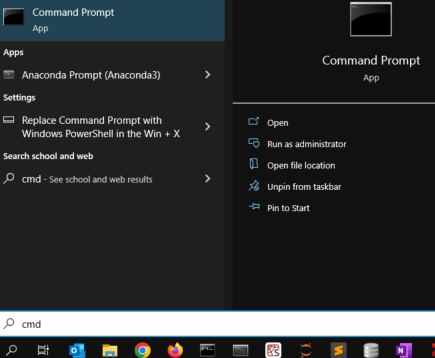 Command Prompt
App
Apps
Anaconda Prompt (Anaconda3)
Settings
Replace Command Prompt with
Windows PowerShell in the Win + X
Search school and web
cmd - See school and web results
Command Prompt
App
Open
Run as administrator
Open file location
Unpin from taskbar
Pin to Start
cmd